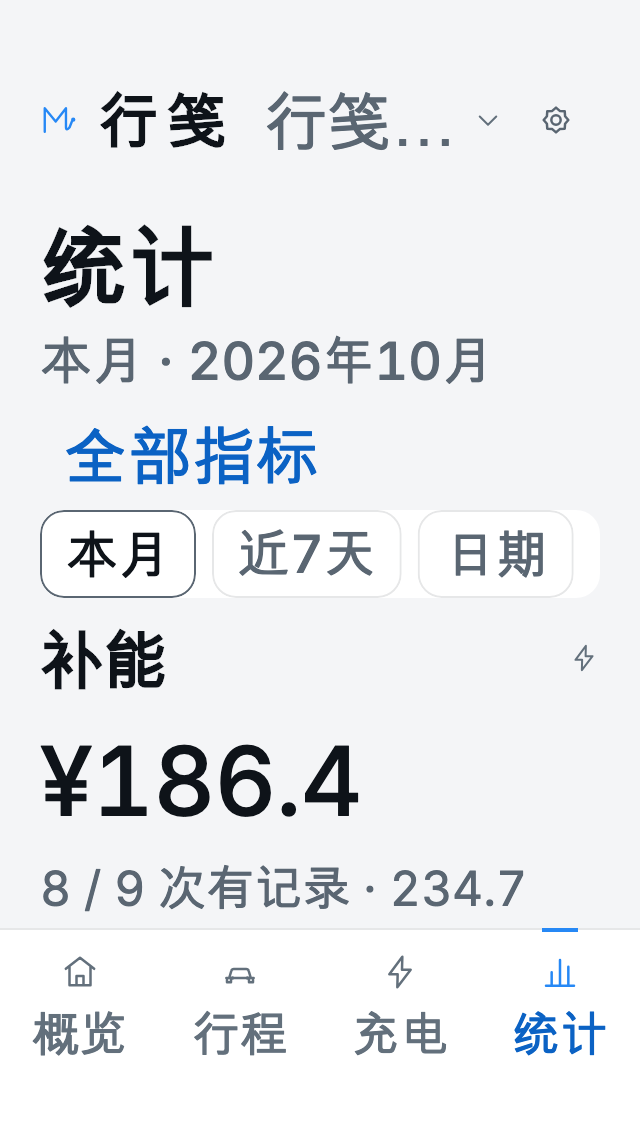 行笺 行笺...
统计
本月 · 2026年10月
全部指标
本月 近7天 日期
补能
¥186.4
8 / 9 次有记录 · 234.7
概览 行程 充电 统计